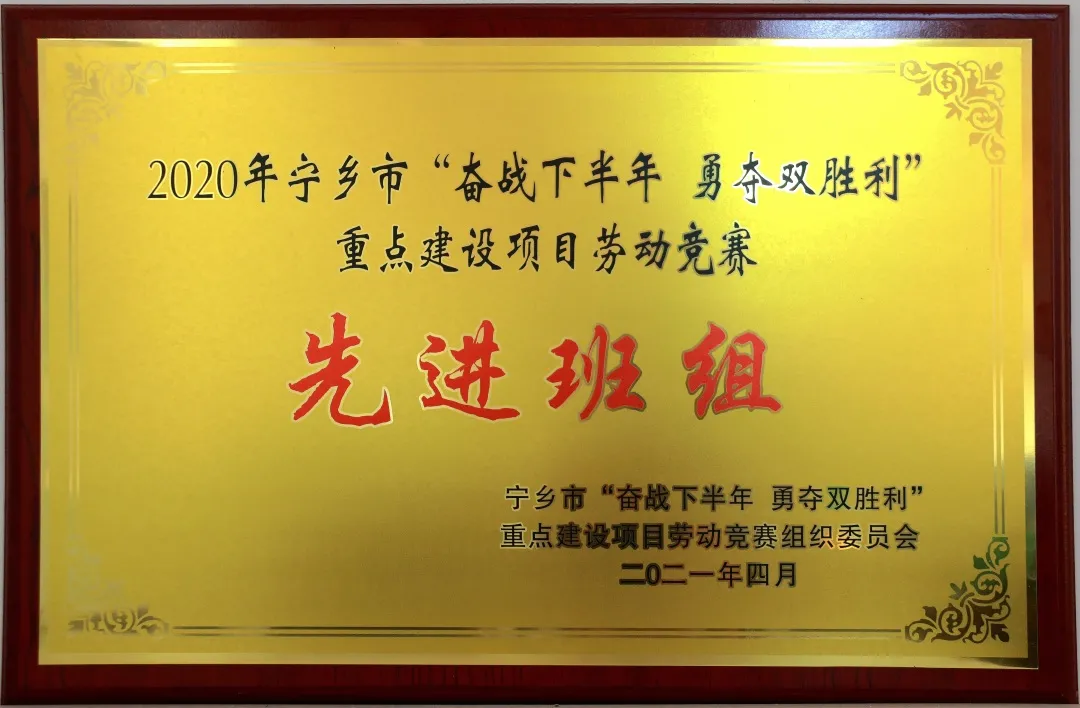 2020年宁乡市“奋战下半年 勇夺双胜利”
重点建设项目劳动竞赛
先进班组
宁乡市“奋战下半年 勇夺双胜利”
重点建设项目劳动竞赛组织委员会
二0二一年四月